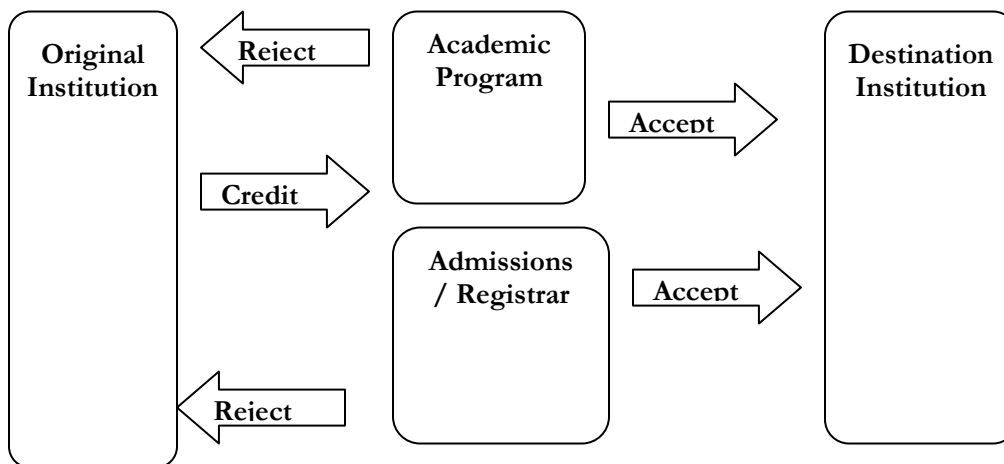 Original
Institution
Reject
Academic
Program
Destination
Institution
Accept
Credit
Admissions
/ Registrar
Accept
Reject